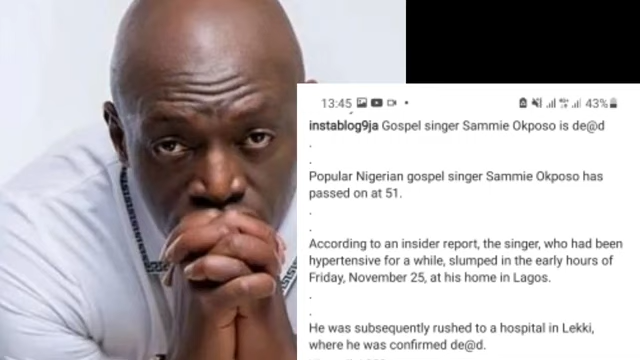 13:45 43%
instablog9ja Gospel singer Sammie Okposo is de@d
.
.
Popular Nigerian gospel singer Sammie Okposo has
passed on at 51.
.
.
According to an insider report, the singer, who had been
hypertensive for a while, slumped in the early hours of
Friday, November 25, at his home in Lagos.
.
.
He was subsequently rushed to a hospital in Lekki,
where he was confirmed de@d.